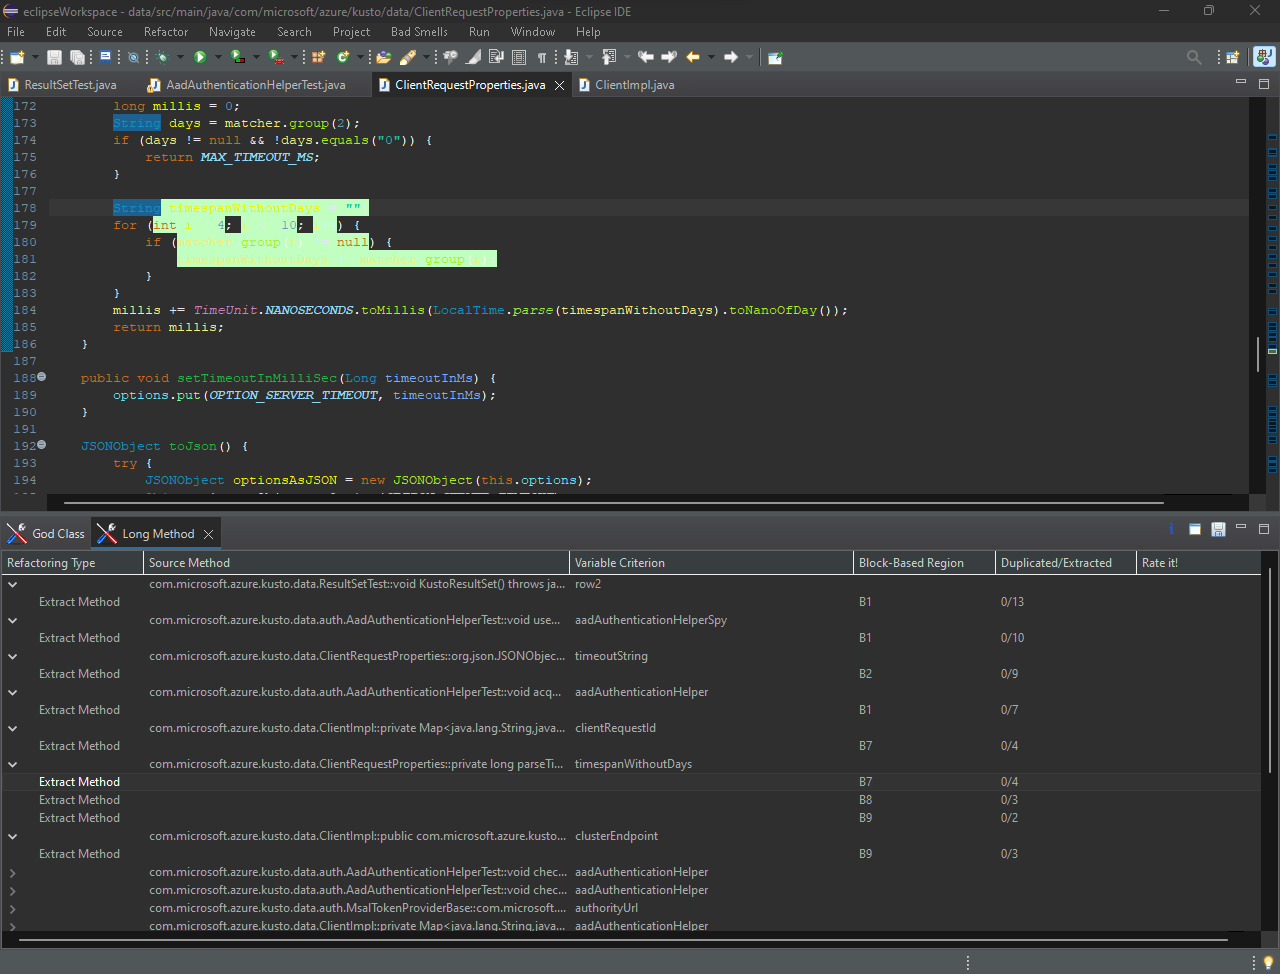 eclipseWorkspace - data/src/main/java/com/microsoft/azure/kusto/data/ClientRequestProperties.java - Eclipse IDE
File Edit Source Refactor Navigate Search Project Bad Smells Run Window Help
ResultSetTest.java AadAuthenticationHelperTest.java ClientRequestProperties.java ClientImpl.java
172 long millis = 0;
173 String days = matcher.group(2);
174 if (days != null && !days.equals("0")) {
175 return MAX_TIMEOUT_MS;
176 }
177
178 String timespanWithoutDays = ""
179 for (int i 4; 10; ) {
180 if (matcher group null) {
181 timespanWithoutDays matcher group
182 }
183 }
184 millis += TimeUnit.NANOSECONDS.toMillis(LocalTime.parse(timespanWithoutDays).toNanoOfDay());
185 return millis;
186 }
187
188 public void setTimeoutInMilliSec(Long timeoutInMs) {
189 options.put(OPTION_SERVER_TIMEOUT, timeoutInMs);
190 }
191
192 JSONObject toJson() {
193 try {
194 JSONObject optionsAsJSON = new JSONObject(this.options);
God Class Long Method
Refactoring Type Source Method Variable Criterion Block-Based Region Duplicated/Extracted Rate it!
com.microsoft.azure.kusto.data.ResultSetTest::void KustoResultSet() throws ja... row2
Extract Method B1 0/13
com.microsoft.azure.kusto.data.auth.AadAuthenticationHelperTest::void use... aadAuthenticationHelperSpy
Extract Method B1 0/10
com.microsoft.azure.kusto.data.ClientRequestProperties::org.json.JSONObjec... timeoutString
Extract Method B2 0/9
com.microsoft.azure.kusto.data.auth.AadAuthenticationHelperTest::void acq... aadAuthenticationHelper
Extract Method B1 0/7
com.microsoft.azure.kusto.data.ClientImpl::private Map<java.lang.String,java... clientRequestId
Extract Method B7 0/4
com.microsoft.azure.kusto.data.ClientRequestProperties::private long parseTi... timespanWithoutDays
Extract Method B7 0/4
Extract Method B8 0/3
Extract Method B9 0/2
com.microsoft.azure.kusto.data.ClientImpl::public com.microsoft.azure.kusto... clusterEndpoint
Extract Method B9 0/3
com.microsoft.azure.kusto.data.auth.AadAuthenticationHelperTest::void chec... aadAuthenticationHelper
com.microsoft.azure.kusto.data.auth.AadAuthenticationHelperTest::void chec... aadAuthenticationHelper
com.microsoft.azure.kusto.data.auth.MsalTokenProviderBase::com.microsoft.... authorityUrl
com.microsoft.azure.kusto.data.ClientImpl::private Map<java.lang.String,java... aadAuthenticationHelper